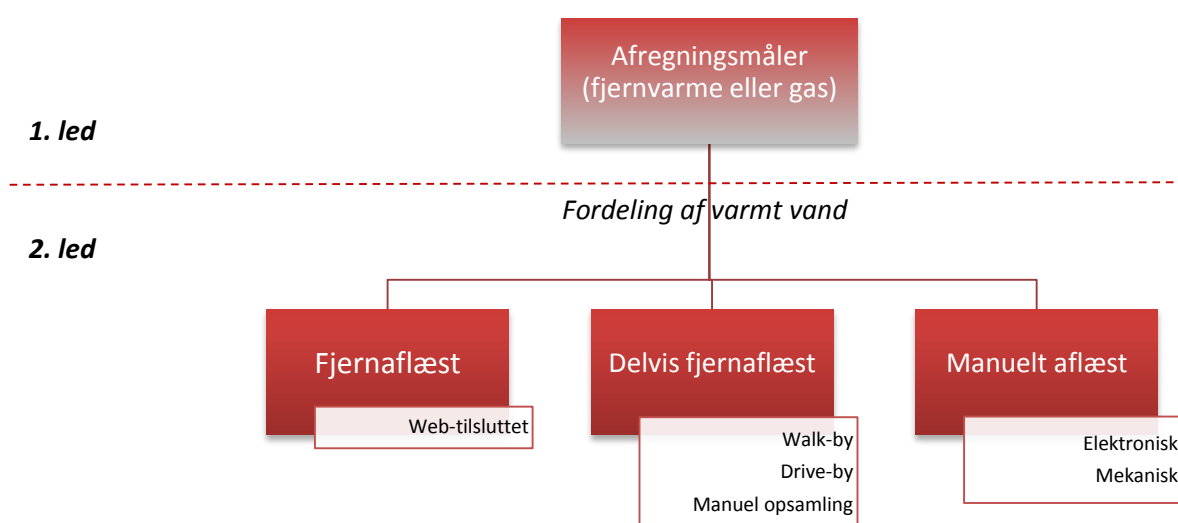 Afregningsmåler
(fjernvarme eller gas)
1. led
Fordeling af varmt vand
2. led
Fjernaflæst
Web-tilsluttet
Delvis fjernaflæst
Walk-by
Drive-by
Manuel opsamling
Manuelt aflæst
Elektronisk
Mekanisk